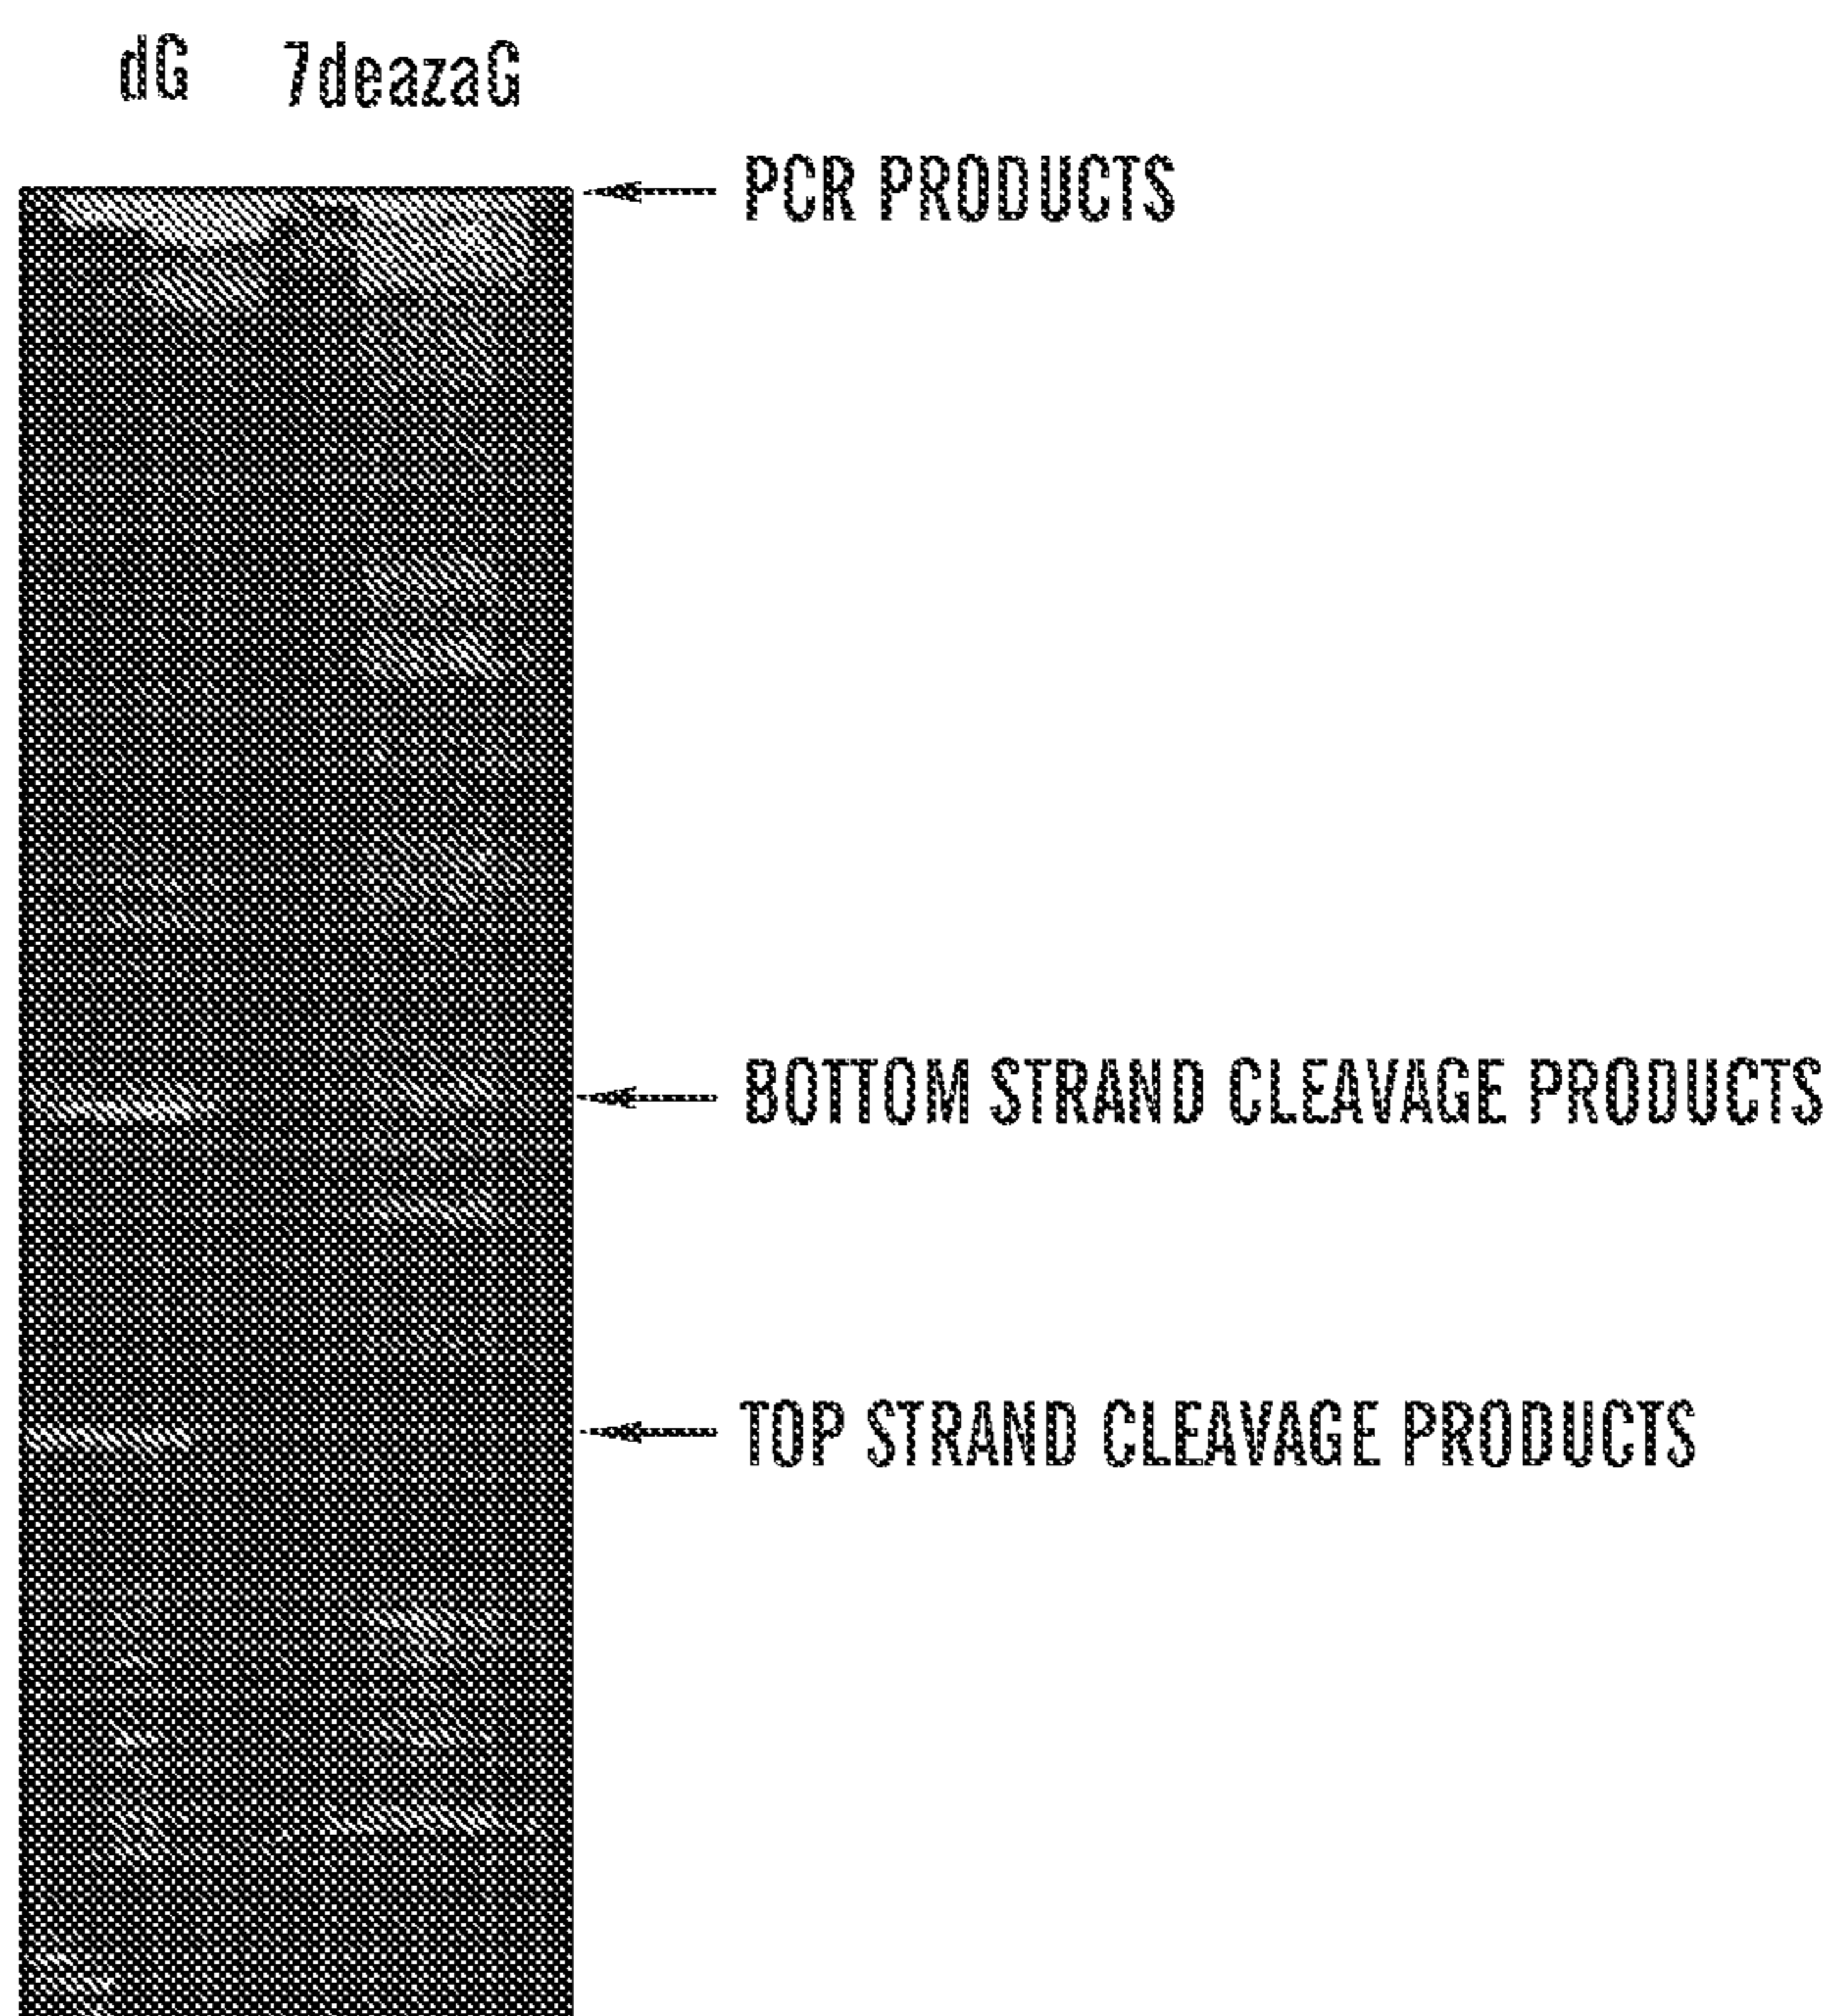 dG 7deazaG
PCR PRODUCTS
BOTTOM STRAND CLEAVAGE PRODUCTS
TOP STRAND CLEAVAGE PRODUCTS